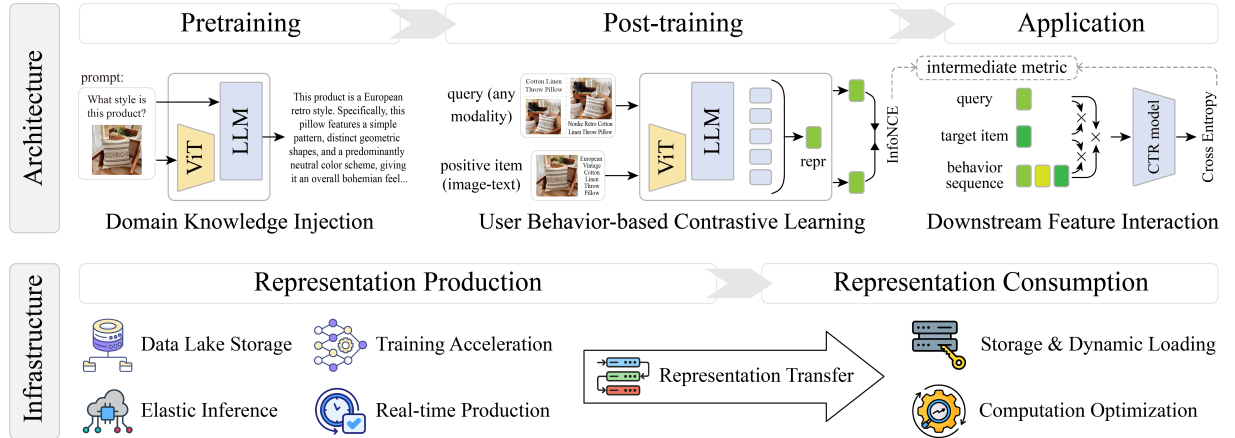 Architecture
Pretraining
Post-training
Application
prompt:
What style is
this product?
ViT
LLM
This product is a European
retro style. Specifically, this
pillow features a simple
pattern, distinct geometric
shapes, and a predominantly
neutral color scheme, giving
it an overall bohemian feel...
Domain Knowledge Injection
query (any
modality)
Cotton Linen
Throw Pillow
Nordic Retro Cotton
Linen Throw Pillow
positive item
(image-text)
European
Vintage
Cotton
Linen
Throw
Pillow
ViT
LLM
repr
InfoNCE
User Behavior-based Contrastive Learning
intermediate metric
query
target item
behavior
sequence
CTR model
Cross Entropy
Downstream Feature Interaction
Infrastructure
Representation Production
Representation Consumption
Data Lake Storage
Training Acceleration
Elastic Inference
Real-time Production
Representation Transfer
Storage & Dynamic Loading
Computation Optimization